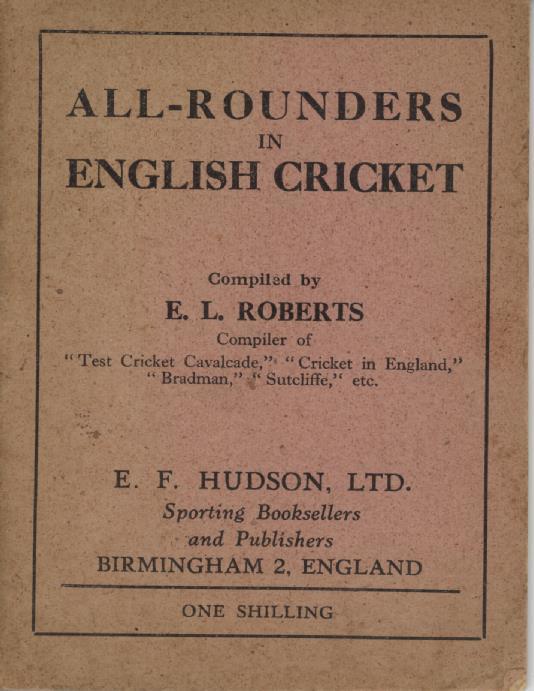 ALL-ROUNDERS
IN
ENGLISH CRICKET
Compiled by
E. L. ROBERTS
Compiler of
"Test Cricket Cavalcade," "Cricket in England,"
"Bradman," "Sutcliffe," etc.
E. F. HUDSON, LTD.
Sporting Booksellers
and Publishers
BIRMINGHAM 2, ENGLAND
ONE SHILLING